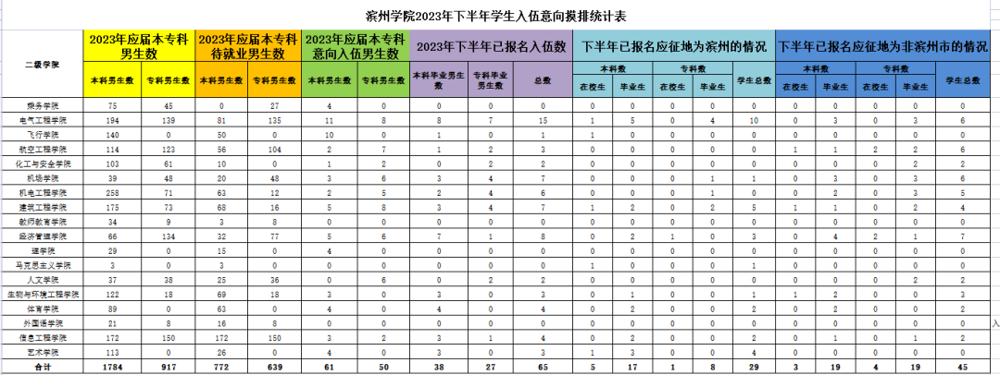 滨州学院2023年下半年学生入伍意向摸排统计表
二级学院 2023年应届本专科男生数 2023年应届本专科待就业男生数 2023年应届本专科意向入伍男生数 2023年下半年已报名入伍数 下半年已报名应征地为滨州的情况 下半年已报名应征地为非滨州市的情况
本科男生数 专科男生数 本科男生数 专科男生数 本科男生数 专科男生数 本科毕业男生数 专科毕业男生数 总数 本科数 专科数 学生总数 本科数 专科数 学生总数
在校生 毕业生 在校生 毕业生 在校生 毕业生 在校生 毕业生
乘务学院 75 45 0 27 4 0 0 0 0 0 0 0 0 0 0 0 0 0 0
电气工程学院 194 139 81 135 11 8 8 7 15 1 5 0 4 10 0 3 0 3 6
飞行学院 140 0 50 0 10 0 1 0 1 1 0 0 0 0 0 0 0 0 0
航空工程学院 114 123 56 104 2 7 1 2 3 0 0 0 0 0 1 1 2 2 6
化工与安全学院 103 61 10 0 1 2 0 2 2 0 0 0 0 0 0 0 0 2 2
机场学院 39 48 20 48 3 6 3 4 7 0 0 0 1 1 0 3 0 3 6
机电工程学院 258 71 63 12 2 5 2 4 6 0 0 0 1 0 0 2 0 3 5
建筑工程学院 175 73 68 16 5 8 3 4 7 1 2 0 2 5 1 1 0 2 4
教师教育学院 34 9 3 8 0 0 0 0 0 0 0 0 0 0 0 0 0 0 0
经济管理学院 66 134 32 77 5 6 7 1 8 0 2 1 0 3 0 4 2 1 7
理学院 29 0 15 0 4 0 0 0 0 0 0 0 0 0 0 0 0 0 0
马克思主义学院 3 0 3 0 0 0 0 0 0 1 0 0 0 1 0 0 0 0 0
人文学院 37 38 25 36 0 6 0 2 2 0 0 0 0 0 0 0 0 2 2
生物与环境工程学院 122 18 69 18 3 0 3 0 3 0 1 0 0 1 1 2 0 0 3
体育学院 89 0 63 0 4 0 4 0 4 0 2 0 0 2 0 2 0 0 2
外国语学院 21 8 16 8 0 0 0 0 0 0 0 0 0 0 0 0 0 0 0
入
信息工程学院 172 150 172 150 3 2 3 1 4 0 2 0 0 2 0 1 0 1 2
艺术学院 113 0 26 0 4 0 3 0 3 1 3 0 0 4 0 0 0 0 0
合计 1784 917 772 639 61 50 38 27 65 5 17 1 8 29 3 19 4 19 45